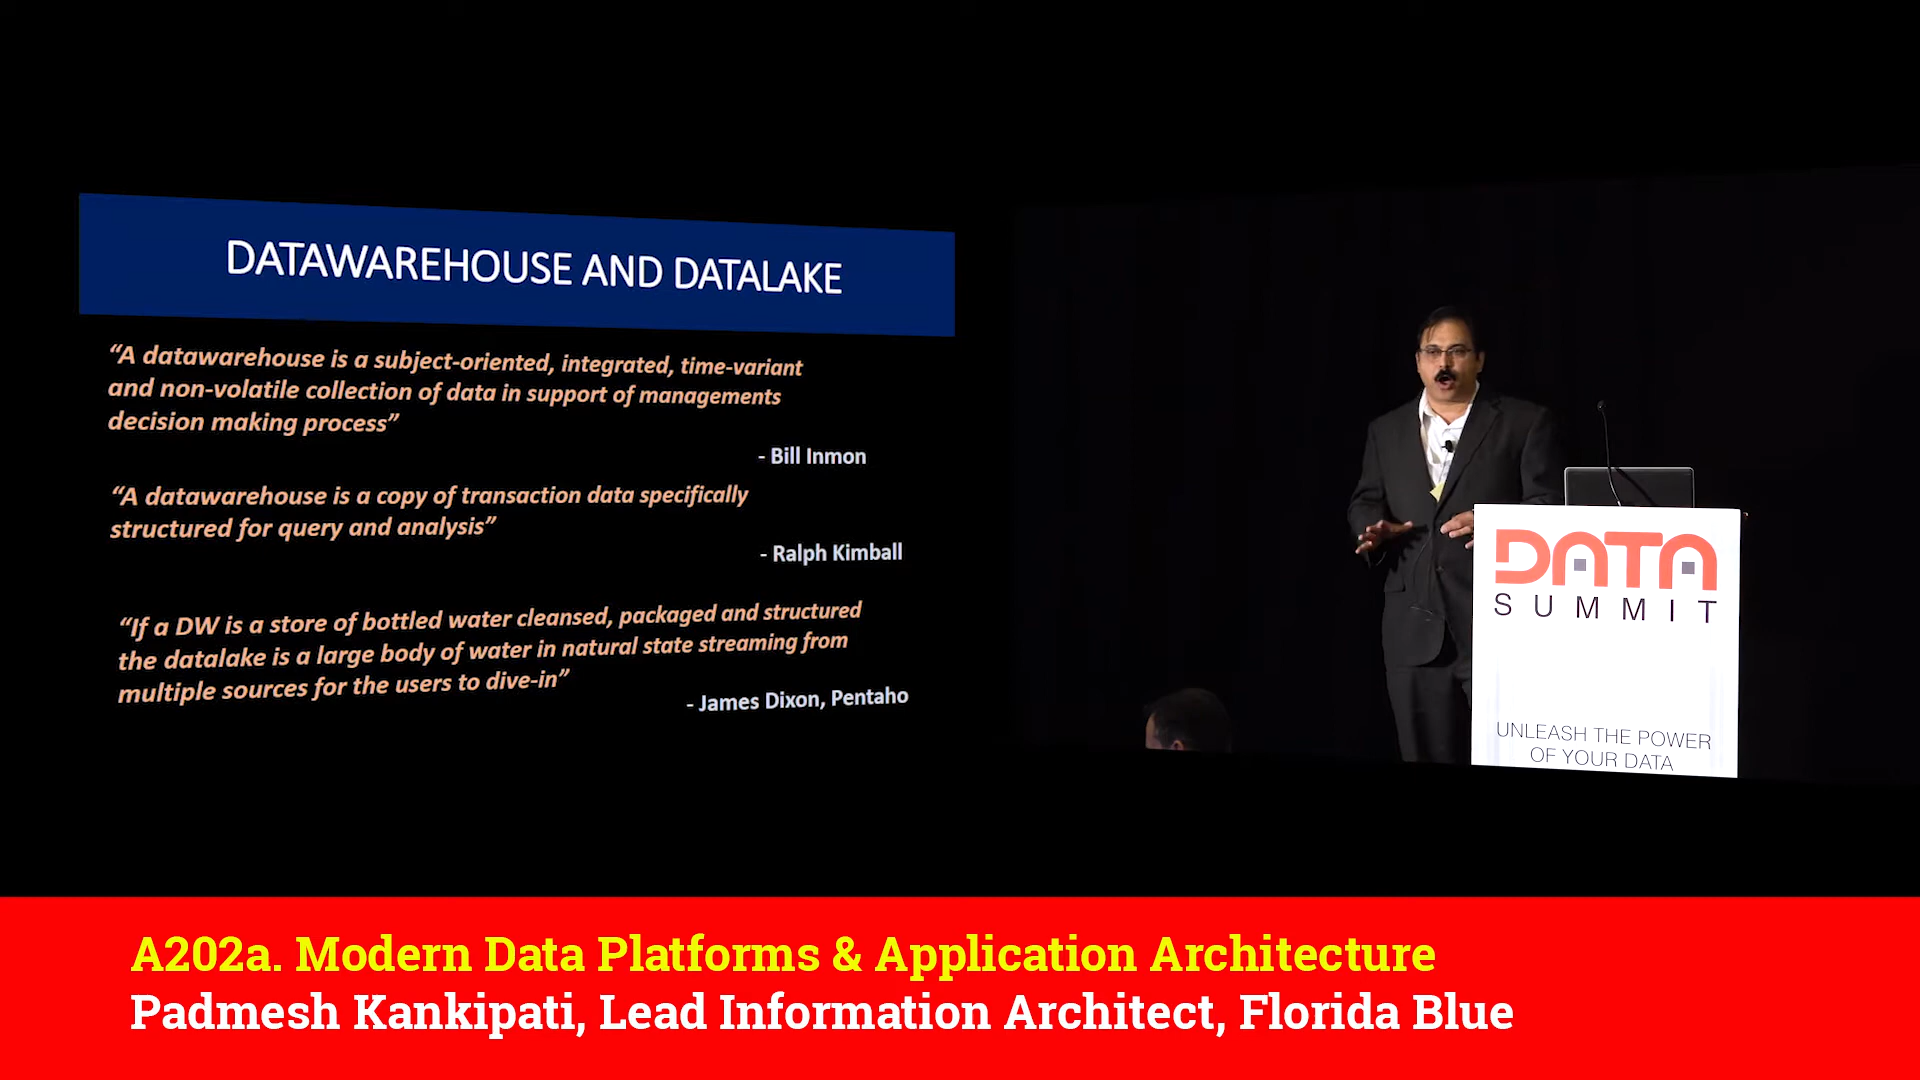 DATAWAREHOUSE AND DATALAKE
“A datawarehouse is a subject-oriented, integrated, time-variant
and non-volatile collection of data in support of managements
decision making process”
- Bill Inmon
“A datawarehouse is a copy of transaction data specifically
structured for query and analysis”
- Ralph Kimball
“If a DW is a store of bottled water cleansed, packaged and structured
the datalake is a large body of water in natural state streaming from
multiple sources for the users to dive-in”
- James Dixon, Pentaho
DATA
SUMMIT
UNLEASH THE POWER
OF YOUR DATA
A202a. Modern Data Platforms & Application Architecture
Padmesh Kankipati, Lead Information Architect, Florida Blue